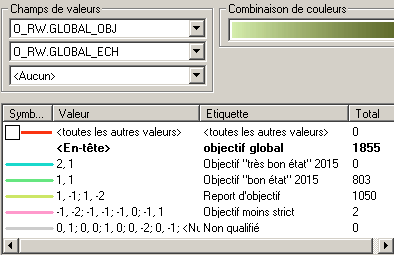 Champs de valeurs
Combinaison de couleurs
O_RW.GLOBAL_OBJ
O_RW.GLOBAL_ECH
<Aucun>
Symb... Valeur Etiquette Total
<toutes les autres valeurs> <toutes les autres valeurs> 0
<En-tête> objectif global 1855
2, 1 Objectif "très bon état" 2015 0
1, 1 Objectif "bon état" 2015 803
1, -1; 1, -2 Report d'objectif 1050
-1, -2; -1, -1; -1, 0; -1, 1 Objectif moins strict 2
0, 1; 0, 0; 1, 0; 0, -2; 0, -1; <Nu Non qualifié 0